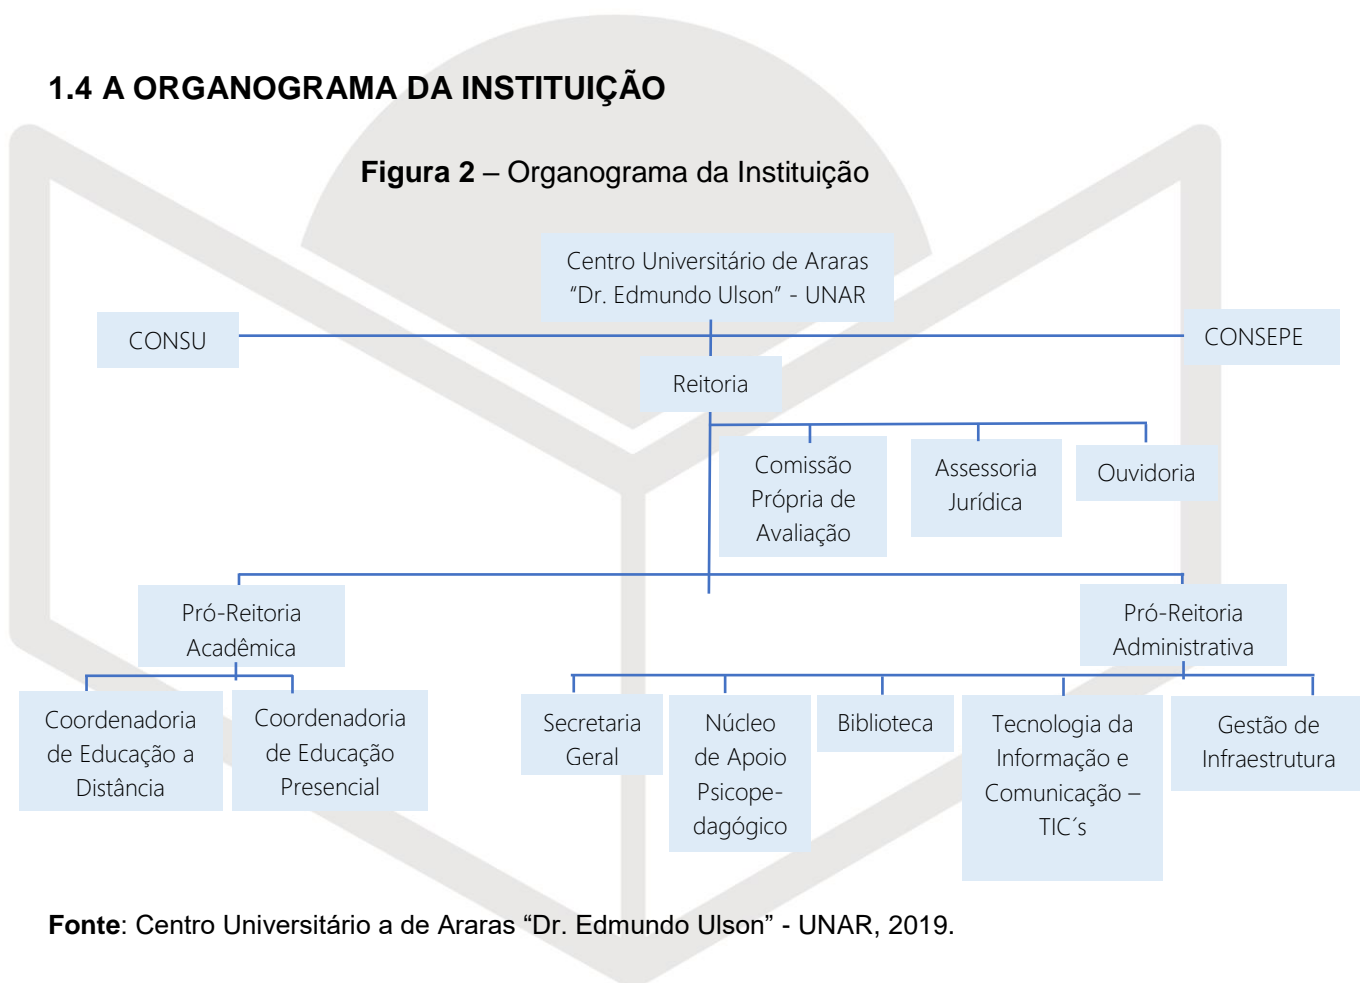 1.4 A ORGANOGRAMA DA INSTITUIÇÃO
Figura 2 – Organograma da Instituição
Centro Universitário de Araras
“Dr. Edmundo Ulson” - UNAR
CONSU
CONSEPE
Reitoria
Comissão
Própria de
Avaliação
Assessoria
Jurídica
Ouvidoria
Pró-Reitoria
Acadêmica
Pró-Reitoria
Administrativa
Coordenadoria
de Educação a
Distância
Coordenadoria
de Educação
Presencial
Secretaria
Geral
Núcleo
de Apoio
Psicope-
dagógico
Biblioteca
Tecnologia da
Informação e
Comunicação –
TIC´s
Gestão de
Infraestrutura
Fonte: Centro Universitário a de Araras “Dr. Edmundo Ulson” - UNAR, 2019.